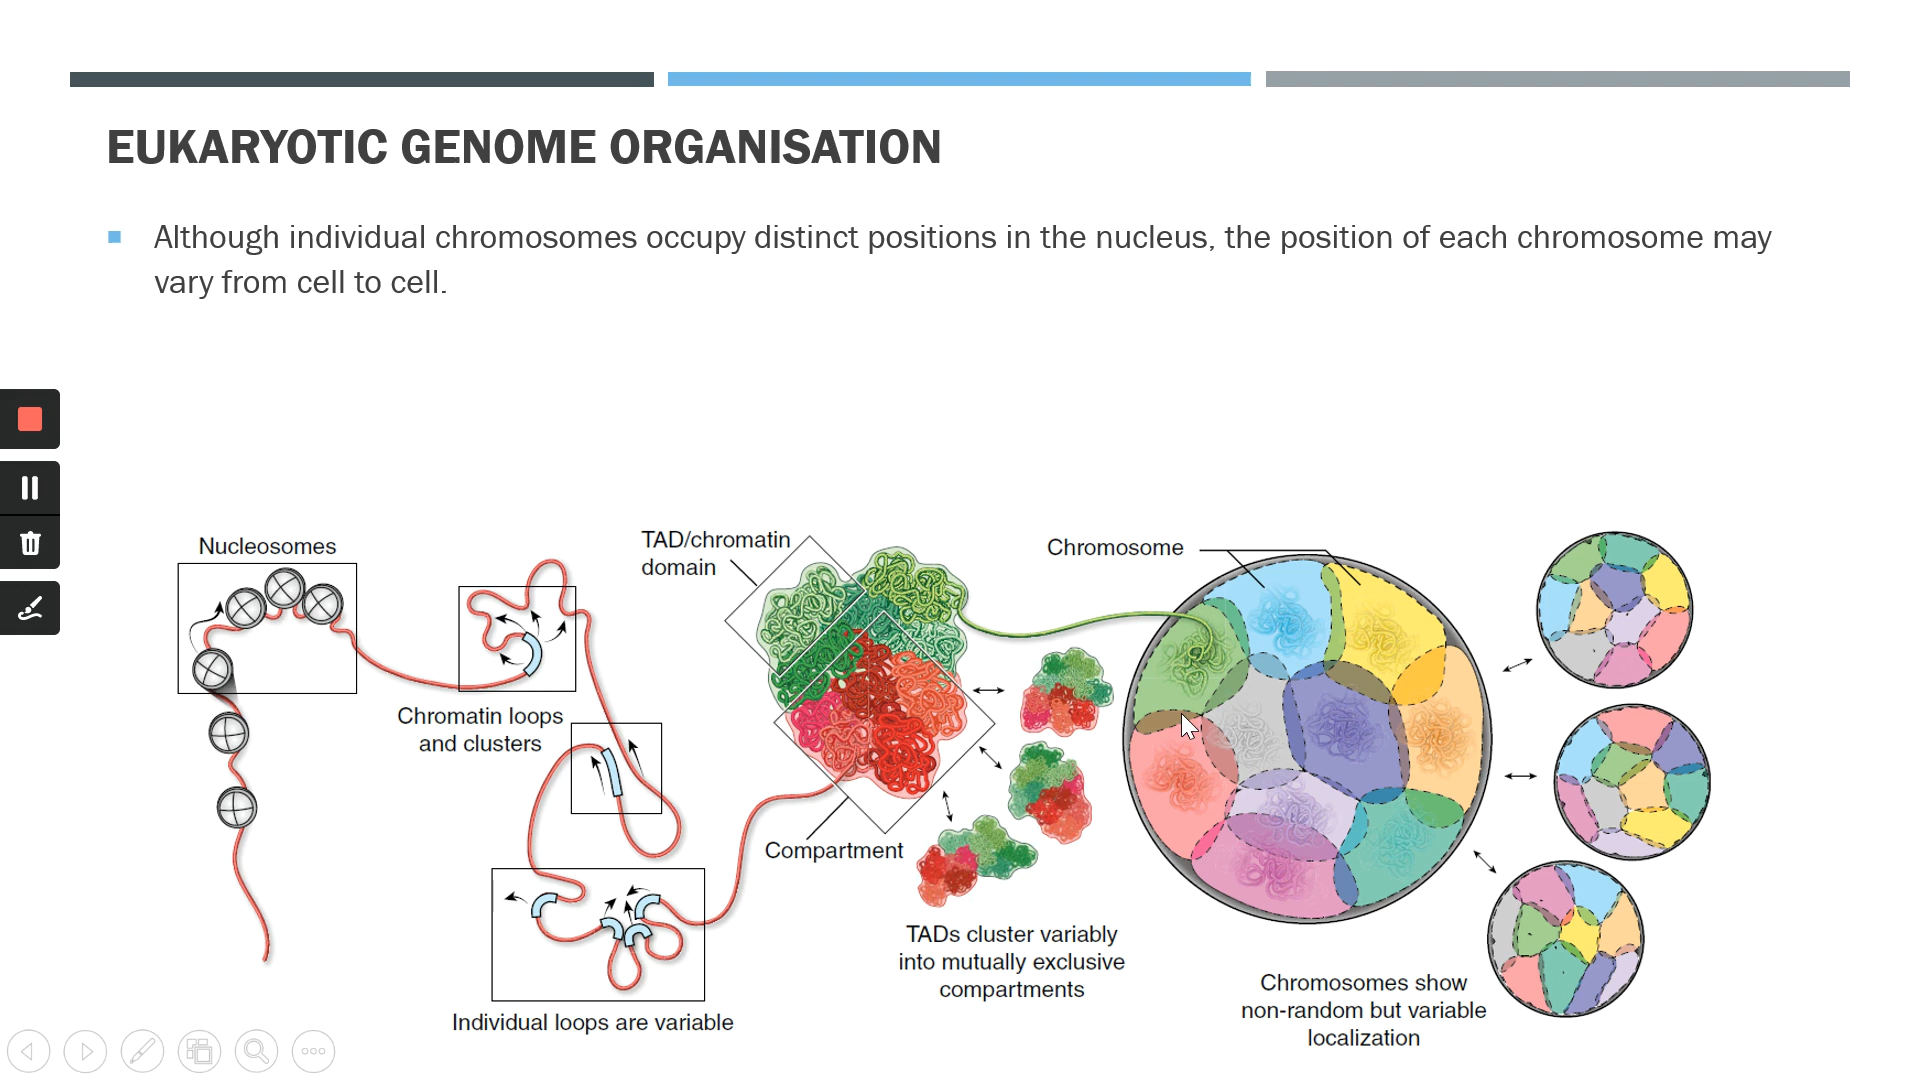 EUKARYOTIC GENOME ORGANISATION
Although individual chromosomes occupy distinct positions in the nucleus, the position of each chromosome may
vary from cell to cell.
Nucleosomes
Chromatin loops
and clusters
Individual loops are variable
TAD/chromatin
domain
Compartment
TADs cluster variably
into mutually exclusive
compartments
Chromosome
Chromosomes show
non-random but variable
localization